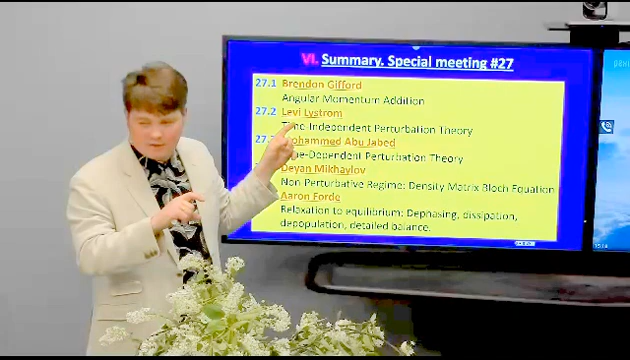 VI. Summary. Special meeting #27
27.1 Brendon Gifford
Angular Momentum Addition
27.2 Levi Lystrom
-Independent Perturbation Theory
Mohammed Abu Jabed
-Dependent Perturbation Theory
Deyan Mikhaylov
Non-Perturbative Regime: Density Matrix Bloch Equation
Aaron Forde
Relaxation to equilibrium: Dephasing, dissipation,
depopulation, detailed balance.